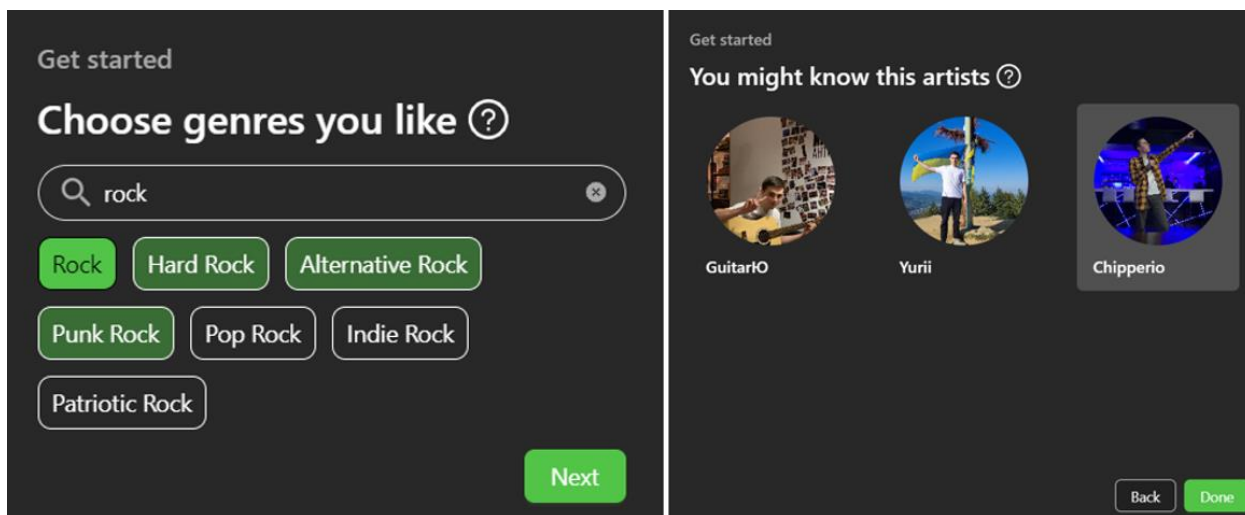 Get started
Choose genres you like ?
rock
Rock Hard Rock Alternative Rock
Punk Rock Pop Rock Indie Rock
Patriotic Rock
Next
Get started
You might know this artists ?
GuitarЮ Yurii Chipperio
Back Done